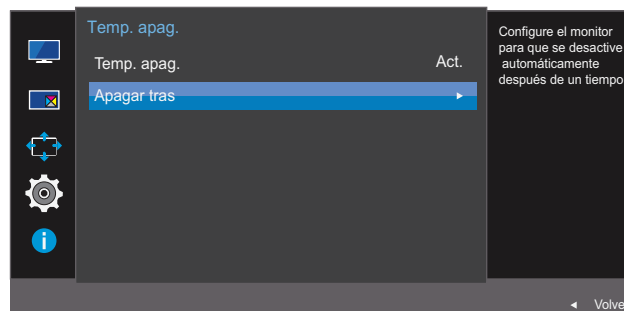 Temp. apag.
Temp. apag. Act.
Apagar tras
Configure el monitor
para que se desactive
automáticamente
después de un tiempo
Volve